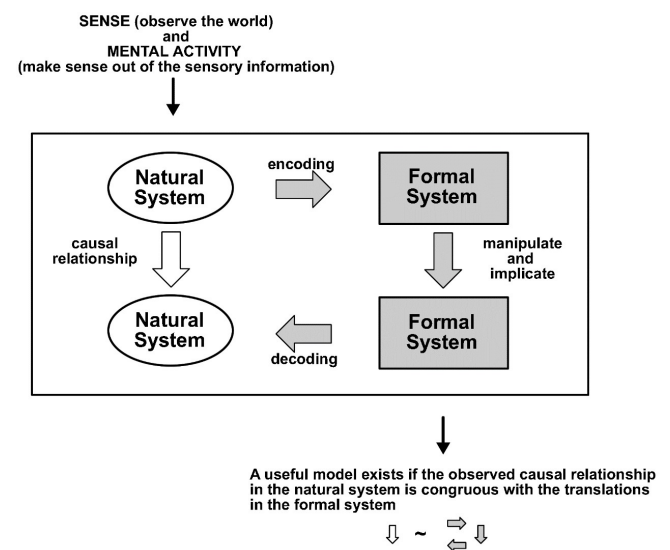 SENSE (observe the world)
and
MENTAL ACTIVITY
(make sense out of the sensory information)
Natural
System
encoding
Formal
System
causal
relationship
manipulate
and
implicate
Natural
System
decoding
Formal
System
A useful model exists if the observed causal relationship
in the natural system is congruous with the translations
in the formal system
~